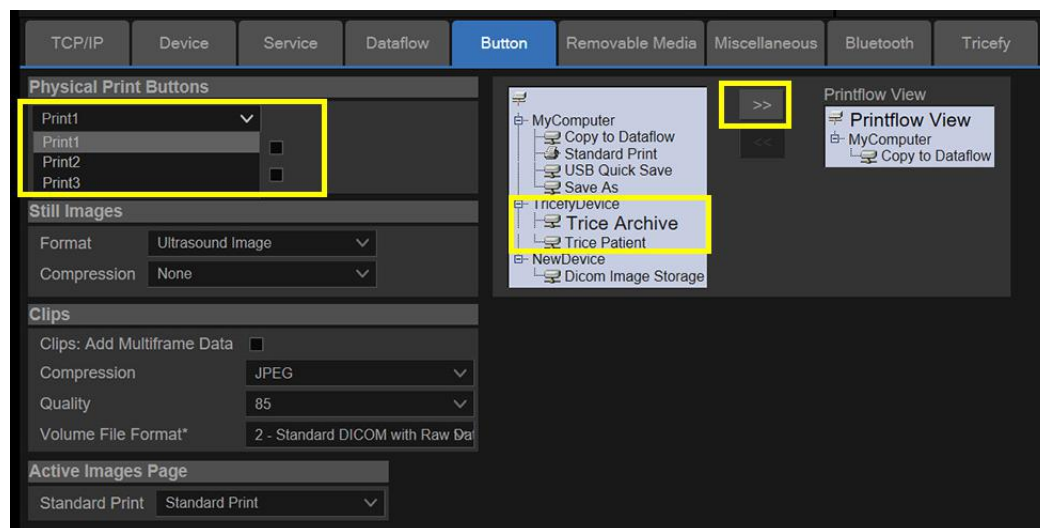 TCP/IP Device Service Dataflow Button Removable Media Miscellaneous Bluetooth Tricefy
Physical Print Buttons
Print1
Print1
Print2
Print3
Still Images
Format Ultrasound Image
Compression None
Clips
Clips: Add Multiframe Data
Compression JPEG
Quality 85
Volume File Format* 2 - Standard DICOM with Raw
Active Images Page
Standard Print Standard Print
MyComputer
Copy to Dataflow
Standard Print
USB Quick Save
Save As
TricefyDevice
Trice Archive
Trice Patient
NewDevice
Dicom Image Storage
>>
<<
Printflow View
Printflow View
MyComputer
Copy to Dataflow